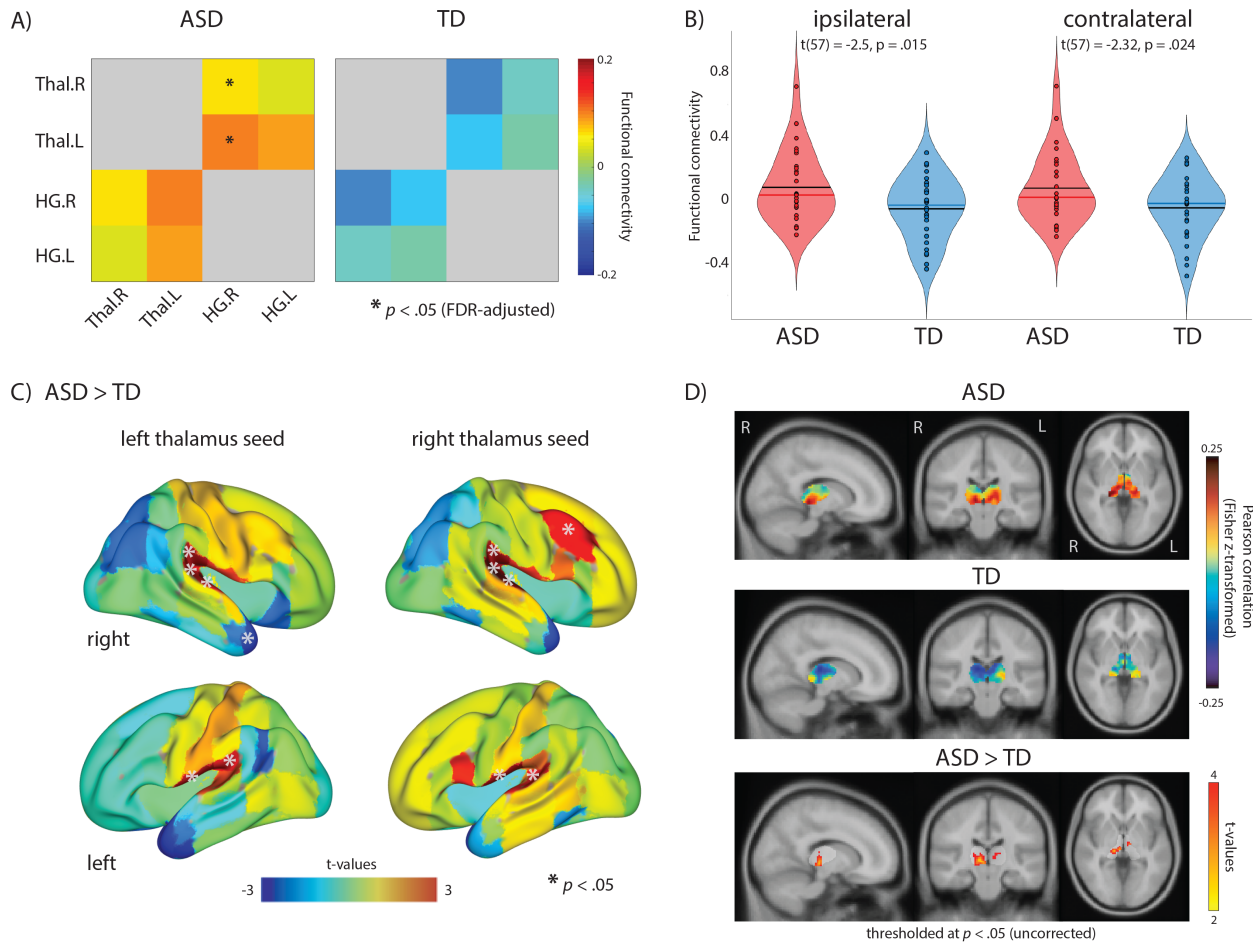 A)
ASD
TD
Thal.R
Thal.L
HG.R
HG.L
*
*
Thal.R
Thal.L
HG.R
HG.L
0.2
0
-0.2
Functional connectivity
* p < .05 (FDR-adjusted)
B)
ipsilateral
contralateral
t(57) = -2.5, p = .015
t(57) = -2.32, p = .024
Functional connectivity
0.8
0.4
0
-0.4
ASD
TD
ASD
TD
C) ASD > TD
left thalamus seed
right thalamus seed
*
*
*
*
*
*
*
*
right
*
*
*
*
left
t-values
-3
3
* p < .05
D)
ASD
R
R
L
R
L
TD
ASD > TD
0.25
Pearson correlation
(Fisher z-transformed)
-0.25
4
t-values
2
thresholded at p < .05 (uncorrected)